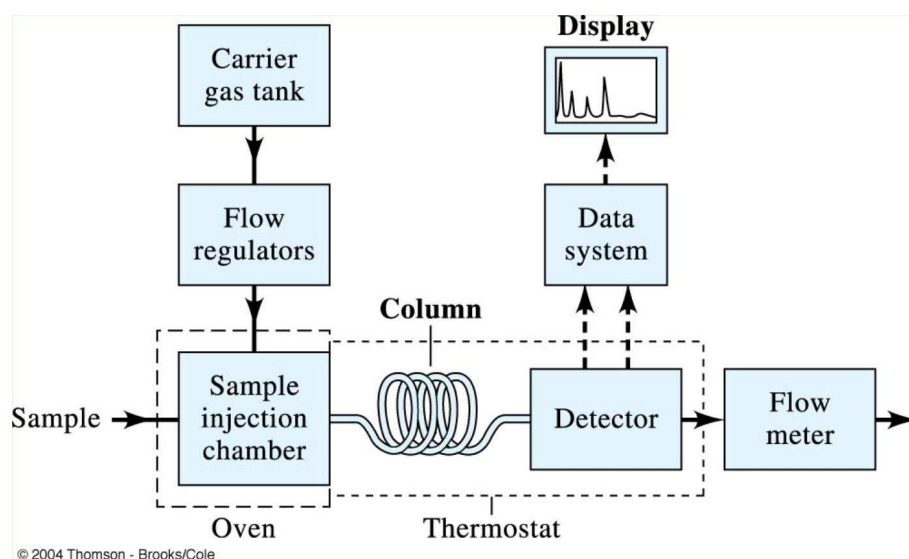 Display
Carrier
gas tank
Flow
regulators
Data
system
Column
Sample
Sample
injection
chamber
Detector
Flow
meter
Oven
Thermostat
© 2004 Thomson - Brooks/Cole